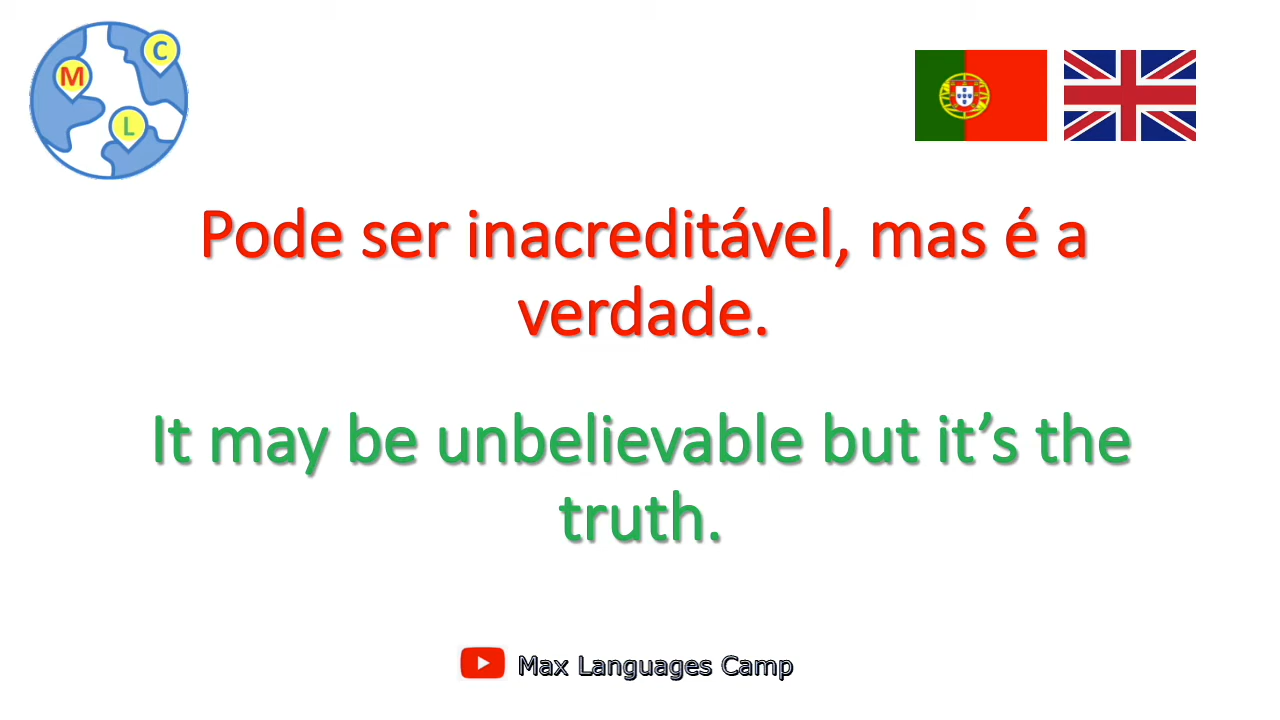 M
C
L
Pode ser inacreditável, mas é a
verdade.
It may be unbelievable but it’s the
truth.
Max Languages Camp